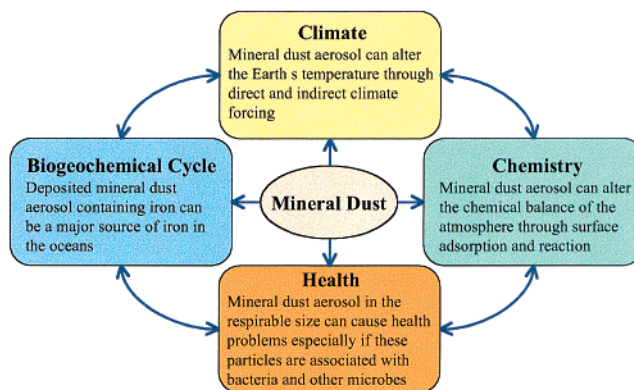 Climate
Mineral dust aerosol can alter
the Earth s temperature through
direct and indirect climate
forcing
Biogeochemical Cycle
Deposited mineral dust
aerosol containing iron can
be a major source of iron in
the oceans
Mineral Dust
Chemistry
Mineral dust aerosol can alter
the chemical balance of the
atmosphere through surface
adsorption and reaction
Health
Mineral dust aerosol in the
respirable size can cause health
problems especially if these
particles are associated with
bacteria and other microbes